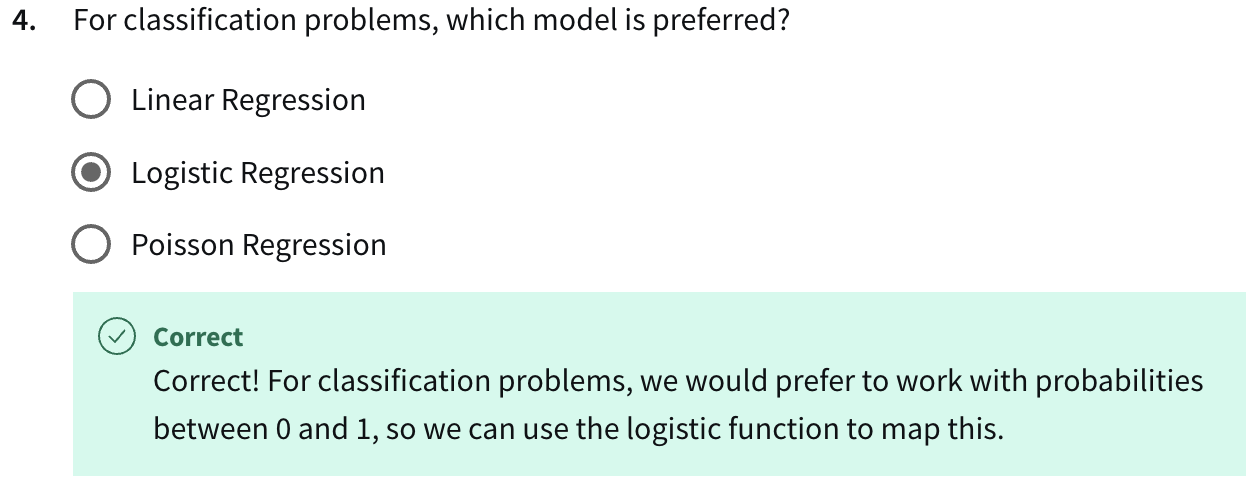 4. For classification problems, which model is preferred?
Linear Regression
Logistic Regression
Poisson Regression
Correct
Correct! For classification problems, we would prefer to work with probabilities
between 0 and 1, so we can use the logistic function to map this.